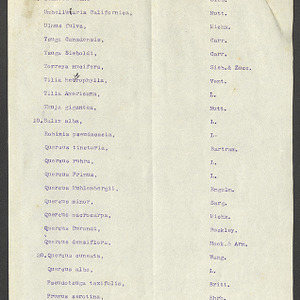 Umbellularia Californica, Nutt.
Ulmus fulva, Michx.
Tsuga Canadensis, Carr.
Tsuga Sieboldi, Carr.
Torreya nucifera, Sieb.& Zucc.
Tilia heterophylla, Vent.
Tilia Americana, L.
Thuja gigantea, Nutt.
10. Salix alba, L.
Robinia pseudacacia, L.
Quercus tinctoria, Bartram.
Quercus rubra, L.
Quercus Prinus, L.
Quercus Muhlenbergii, Engelm.
Quercus minor, Sarg.
Quercus macrocarpa, Michx.
Quercus Durandi, Buckley.
Quercus densiflora, Hook.& Arn.
20. Quercus cuneata, Wang.
Quercus alba, L.
Pseudotsuga taxifolia, Britt.
Prunus serotina, Ehrh.